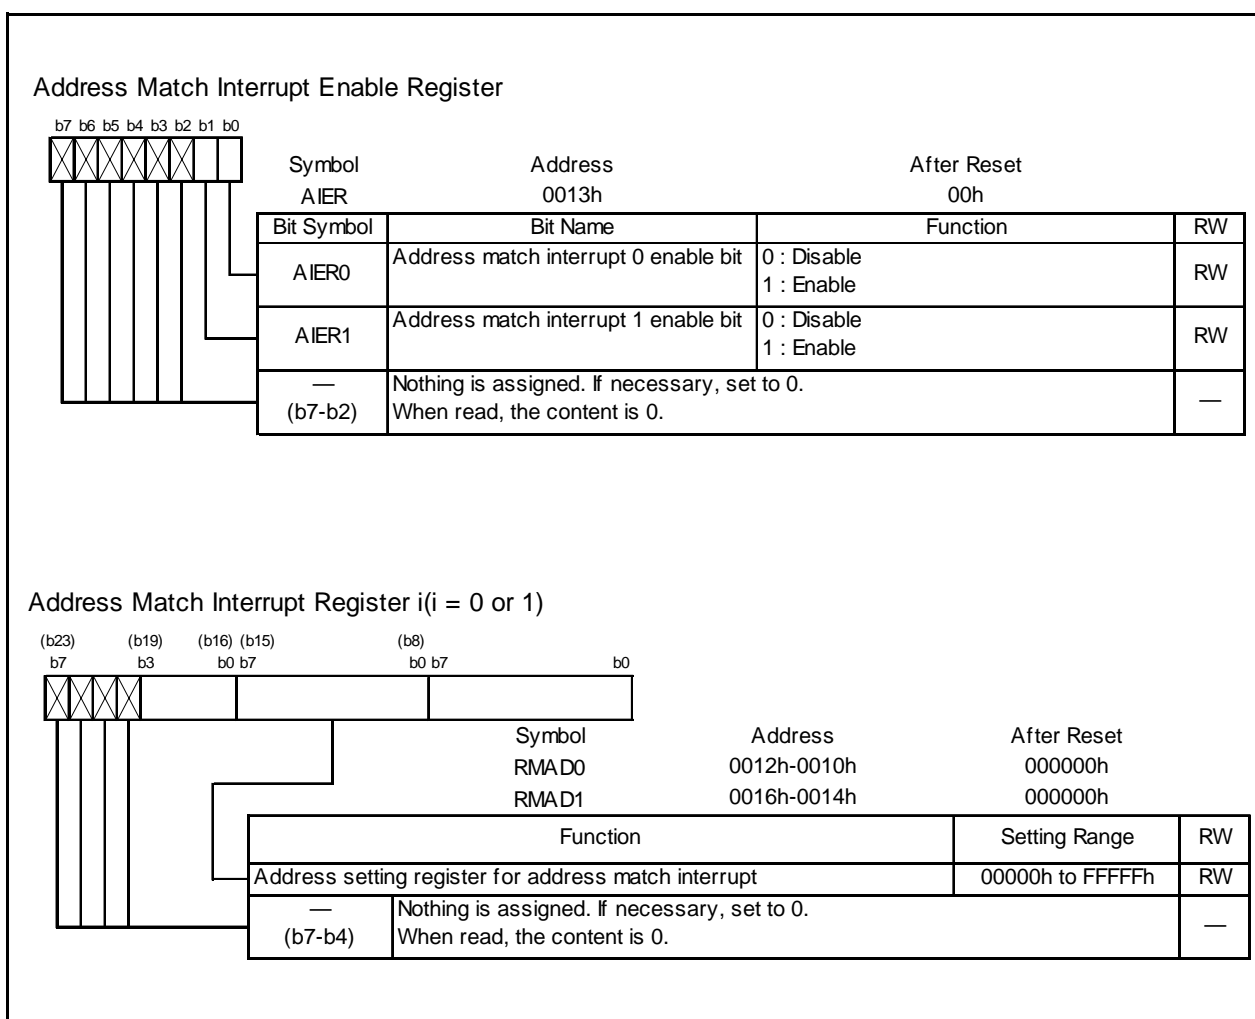 Address Match Interrupt Enable Register
b7 b6 b5 b4 b3 b2 b1 b0
Symbol Address After Reset
AIER 0013h 00h
Bit Symbol Bit Name Function RW
AIER0 Address match interrupt 0 enable bit 0 : Disable RW
1 : Enable
AIER1 Address match interrupt 1 enable bit 0 : Disable RW
1 : Enable
— Nothing is assigned. If necessary, set to 0. —
(b7-b2) When read, the content is 0.
Address Match Interrupt Register i(i = 0 or 1)
(b23) (b19) (b16) (b15) (b8)
b7 b3 b0 b7 b0 b7 b0
Symbol Address After Reset
RMAD0 0012h-0010h 000000h
RMAD1 0016h-0014h 000000h
Function Setting Range RW
Address setting register for address match interrupt 00000h to FFFFFh RW
— Nothing is assigned. If necessary, set to 0. —
(b7-b4) When read, the content is 0.